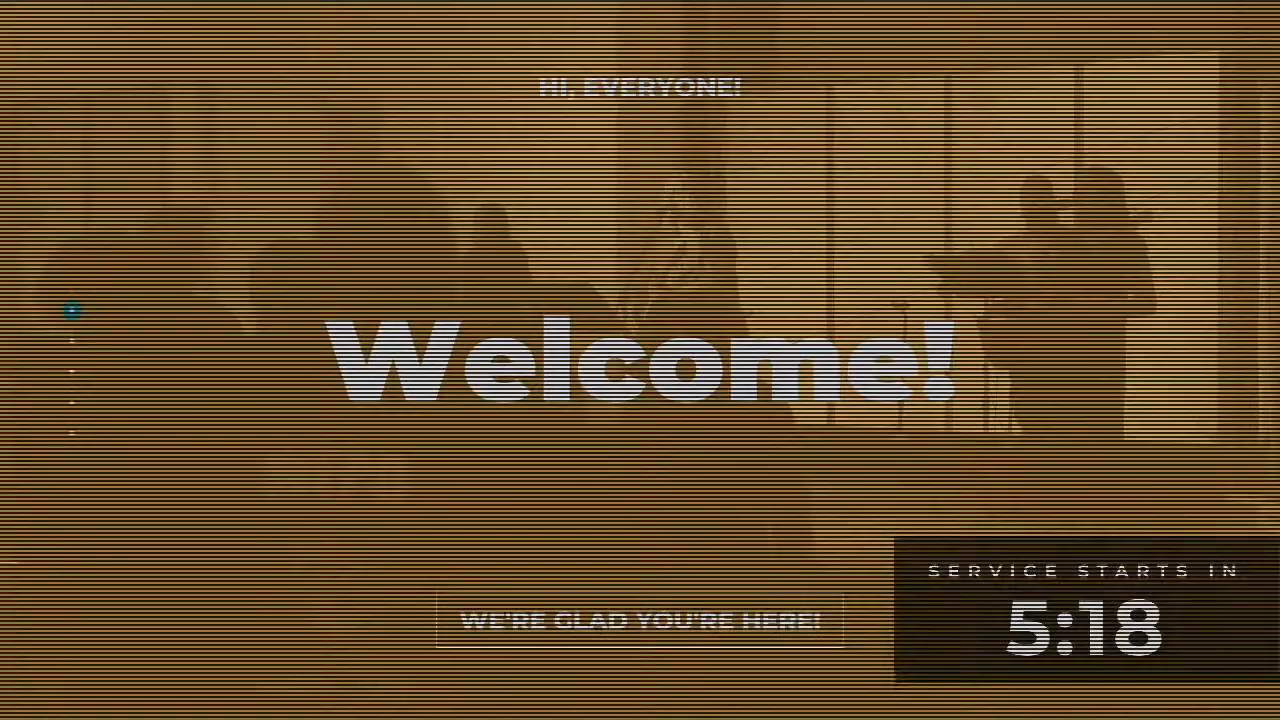 HI, EVERYONE!
Welcome!
WE'RE GLAD YOU'RE HERE!
SERVICE STARTS IN
5:18